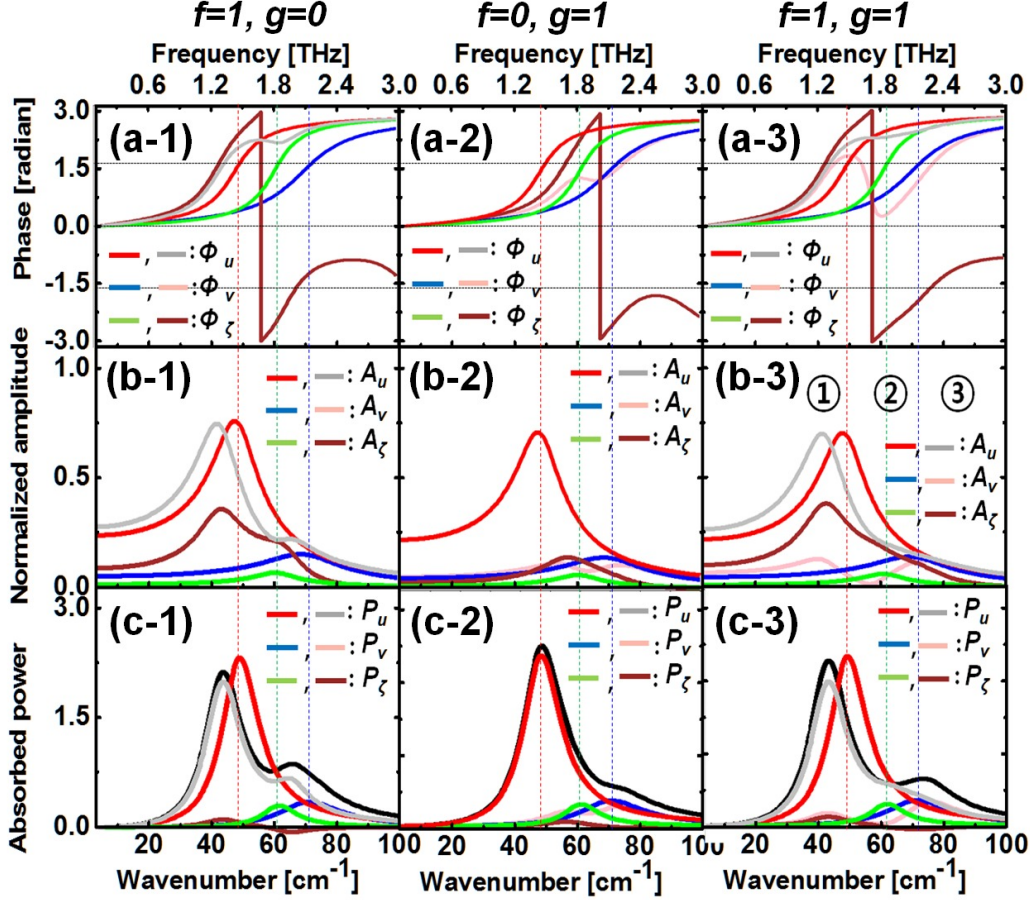 f=1, g=0 f=0, g=1 f=1, g=1
Frequency [THz] Frequency [THz] Frequency [THz]
0.6 1.2 1.8 2.4 3.0 0.6 1.2 1.8 2.4 3.0 0.6 1.2 1.8 2.4 3.0
Phase [radian]
3.0
1.5
0.0
-1.5
-3.0
(a-1) (a-2) (a-3)
, : Φu , : Φu , : Φu
, : Φv , : Φv , : Φv
, : Φζ , : Φζ , : Φζ
Normalized amplitude
1.0
0.5
0.0
(b-1) (b-2) (b-3)
① ② ③
, : Au , : Au , : Au
, : Av , : Av , : Av
, : Aζ , : Aζ , : Aζ
Absorbed power
3.0
1.5
0.0
(c-1) (c-2) (c-3)
, : Pu , : Pu , : Pu
, : Pv , : Pv , : Pv
, : Pζ , : Pζ , : Pζ
20 40 60 80 100 20 40 60 80 100 20 40 60 80 100
Wavenumber [cm-1] Wavenumber [cm-1] Wavenumber [cm-1]